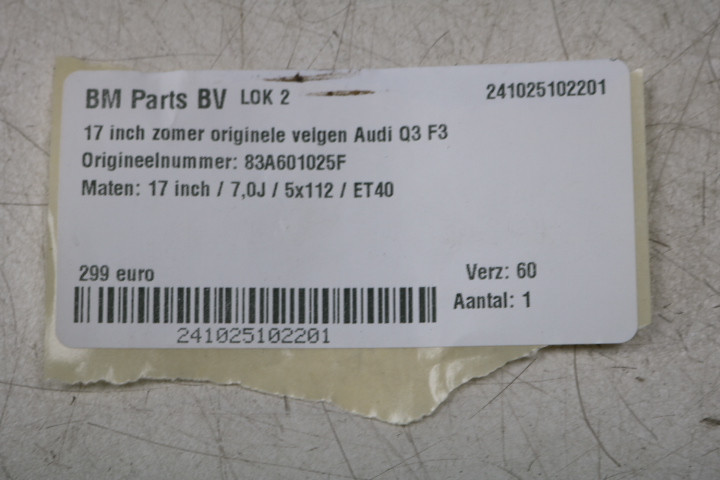 BM Parts BV LOK 2 241025102201
17 inch zomer originele velgen Audi Q3 F3
Origineelnummer: 83A601025F
Maten: 17 inch / 7,0J / 5x112 / ET40
299 euro Verz: 60
Aantal: 1
241025102201